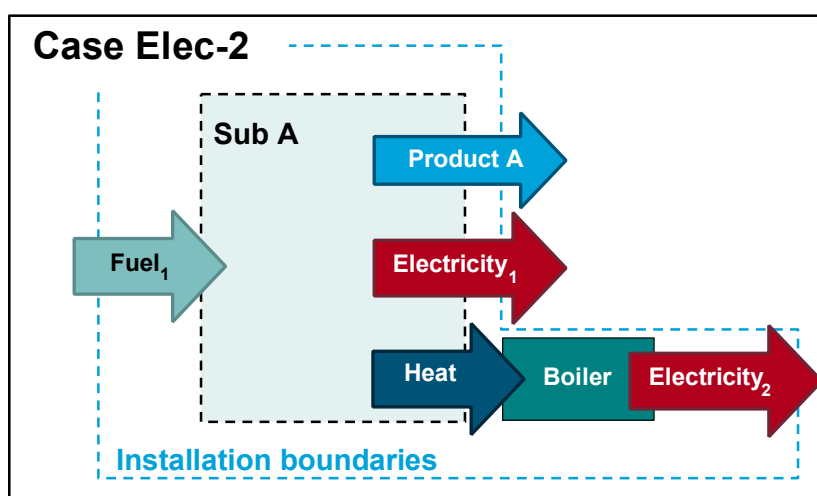 Case Elec-2
Sub A
Product A
Fuel₁
Electricity₁
Heat
Boiler
Electricity₂
Installation boundaries